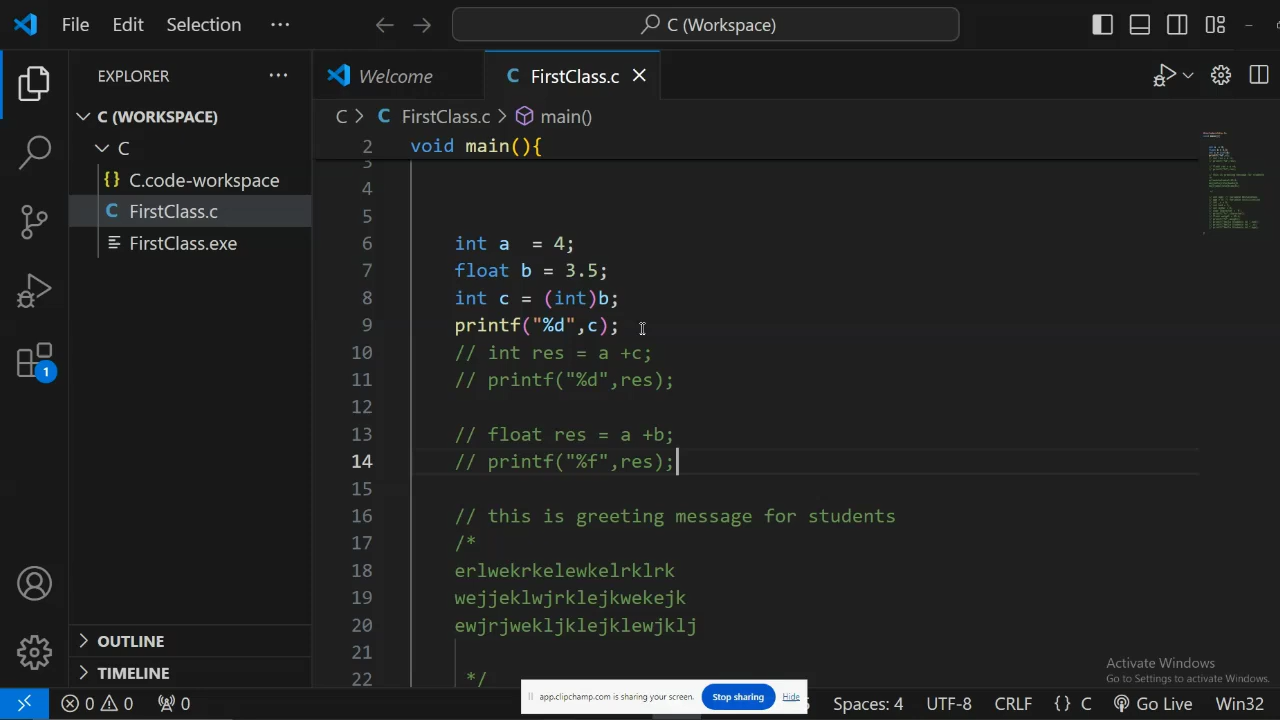 File Edit Selection ··· C (Workspace)
EXPLORER ···
Welcome
C FirstClass.c
C (WORKSPACE)
C
{} C.code-workspace
C FirstClass.c
FirstClass.exe
C > C FirstClass.c > main()
2 void main(){
3
4
5
6 int a  = 4;
7 float b = 3.5;
8 int c = (int)b;
9 printf("%d",c);
10 // int res = a +c;
11 // printf("%d",res);
12
13 // float res = a +b;
14 // printf("%f",res);
15
16 // this is greeting message for students
17 /*
18 erlwekrkelewkelrklrk
19 wejjeklwjrklejkwekejk
20 ewjrjwekljklejklewjklj
21
22 */
1
OUTLINE
TIMELINE
Activate Windows
Go to Settings to activate Windows.
app.clipchamp.com is sharing your screen. Stop sharing Hide
0 0 0 Spaces: 4 UTF-8 CRLF {} C Go Live Win32